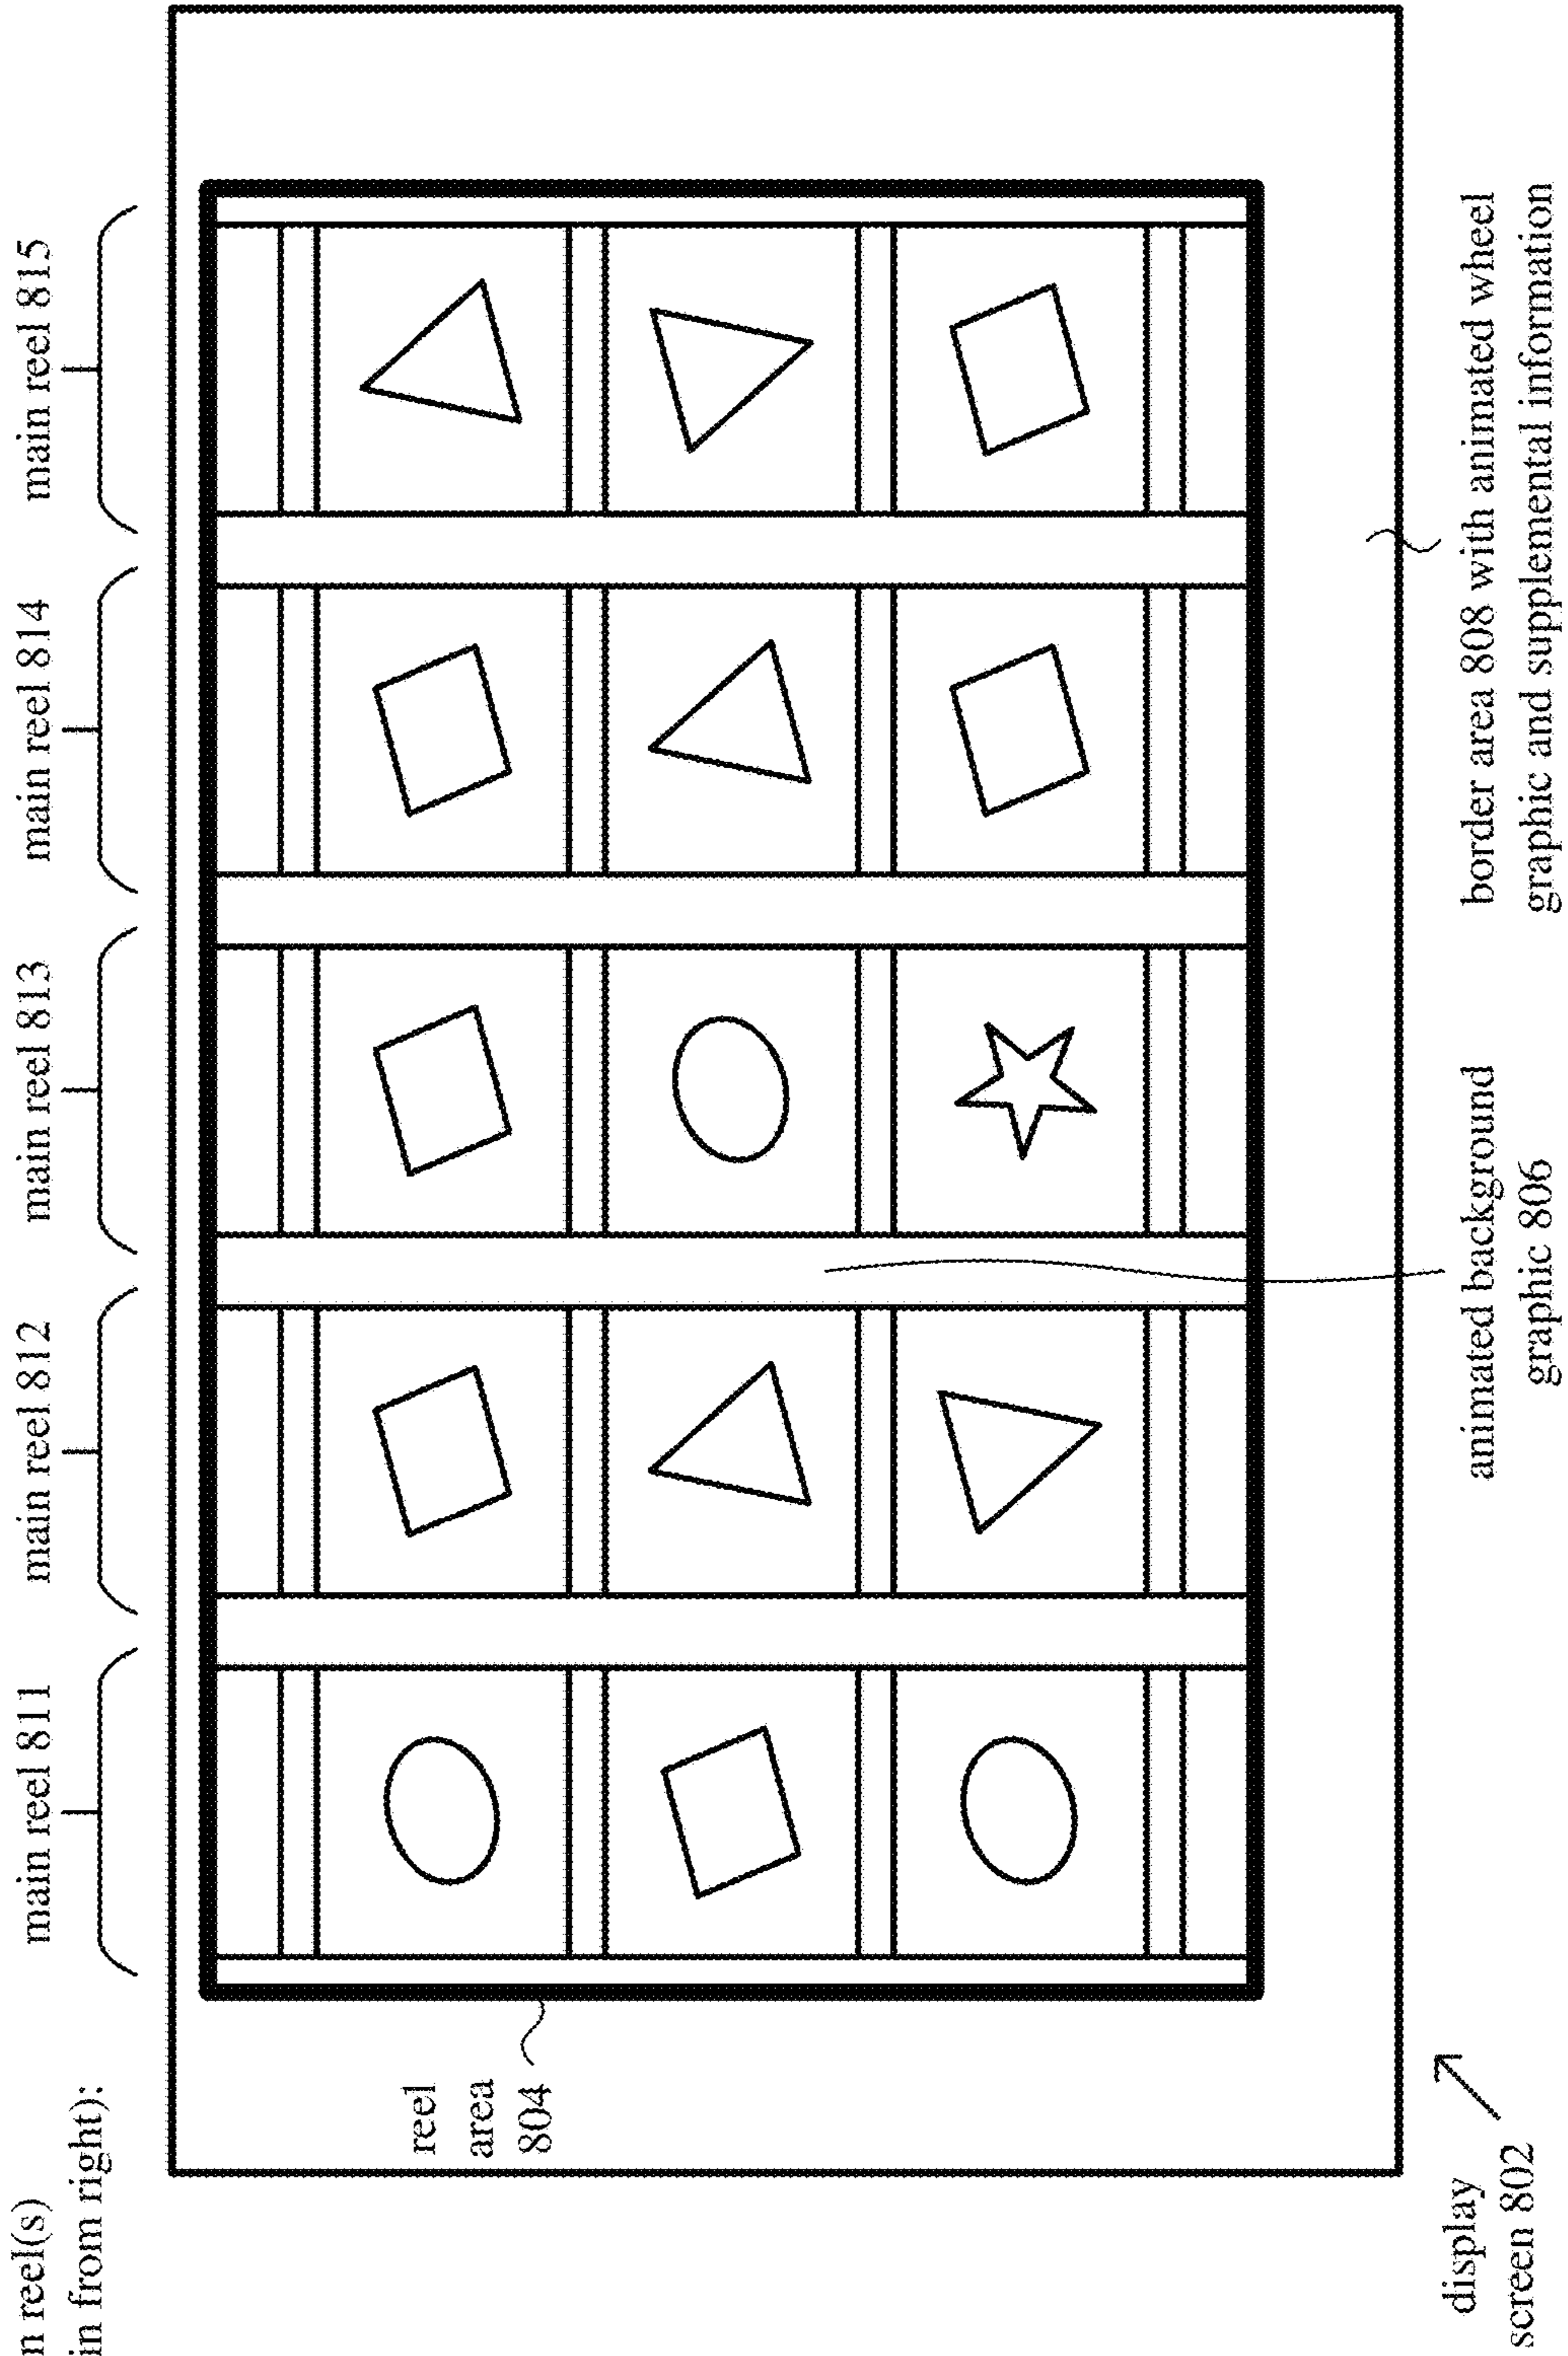 n reel(s)
in from right):
main reel 811
main reel 812
main reel 813
main reel 814
main reel 815
reel
area
804
display
screen 802
animated background
graphic 806
border area 808 with animated wheel
graphic and supplemental information